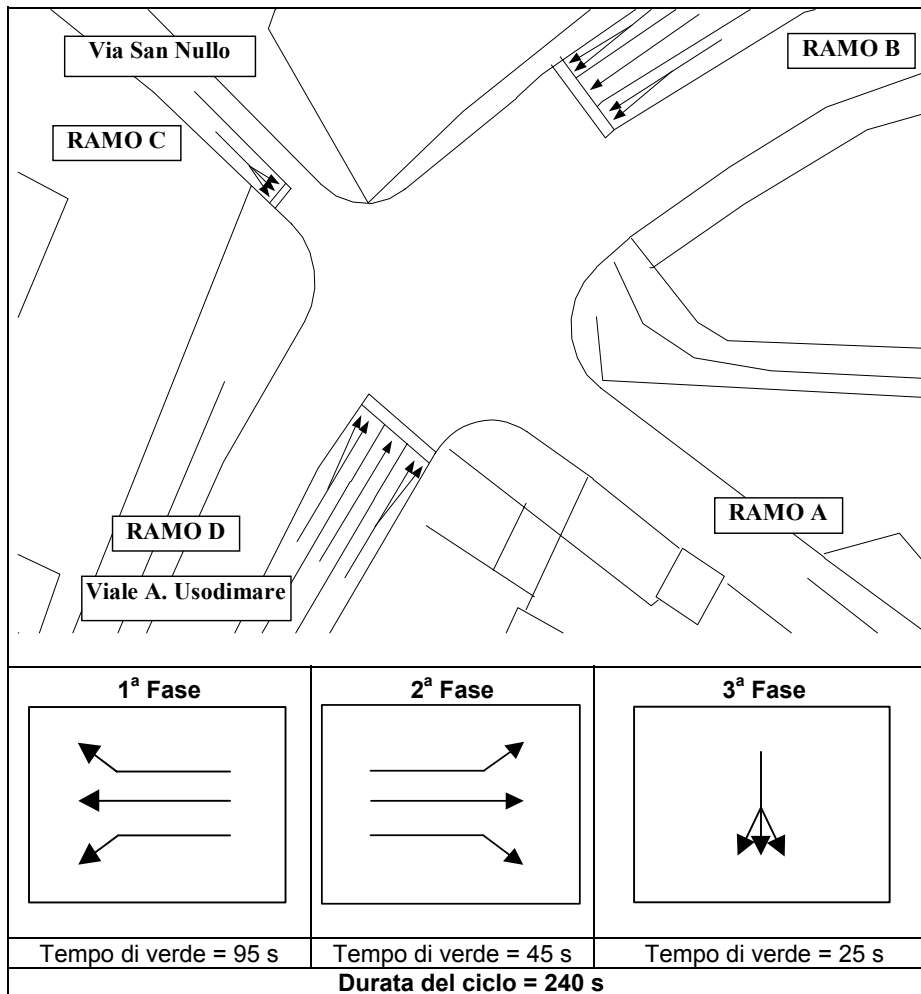 Via San Nullo
RAMO B
RAMO C
RAMO A
RAMO D
Viale A. Usodimare
1ª Fase
2ª Fase
3ª Fase
Tempo di verde = 95 s
Tempo di verde = 45 s
Tempo di verde = 25 s
Durata del ciclo = 240 s